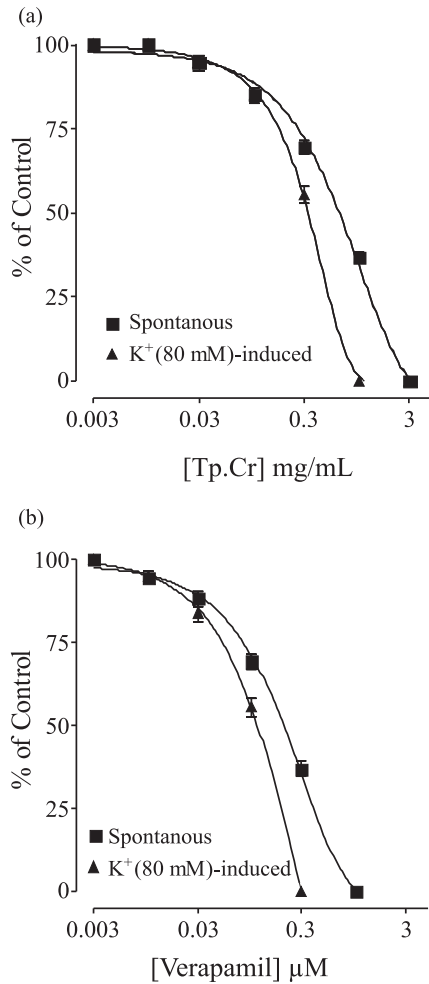 (a)
100
75
50
25
0
% of Control
Spontanous
K⁺(80 mM)-induced
0.003 0.03 0.3 3
[Tp.Cr] mg/mL
(b)
100
75
50
25
0
% of Control
Spontanous
K⁺(80 mM)-induced
0.003 0.03 0.3 3
[Verapamil] µM